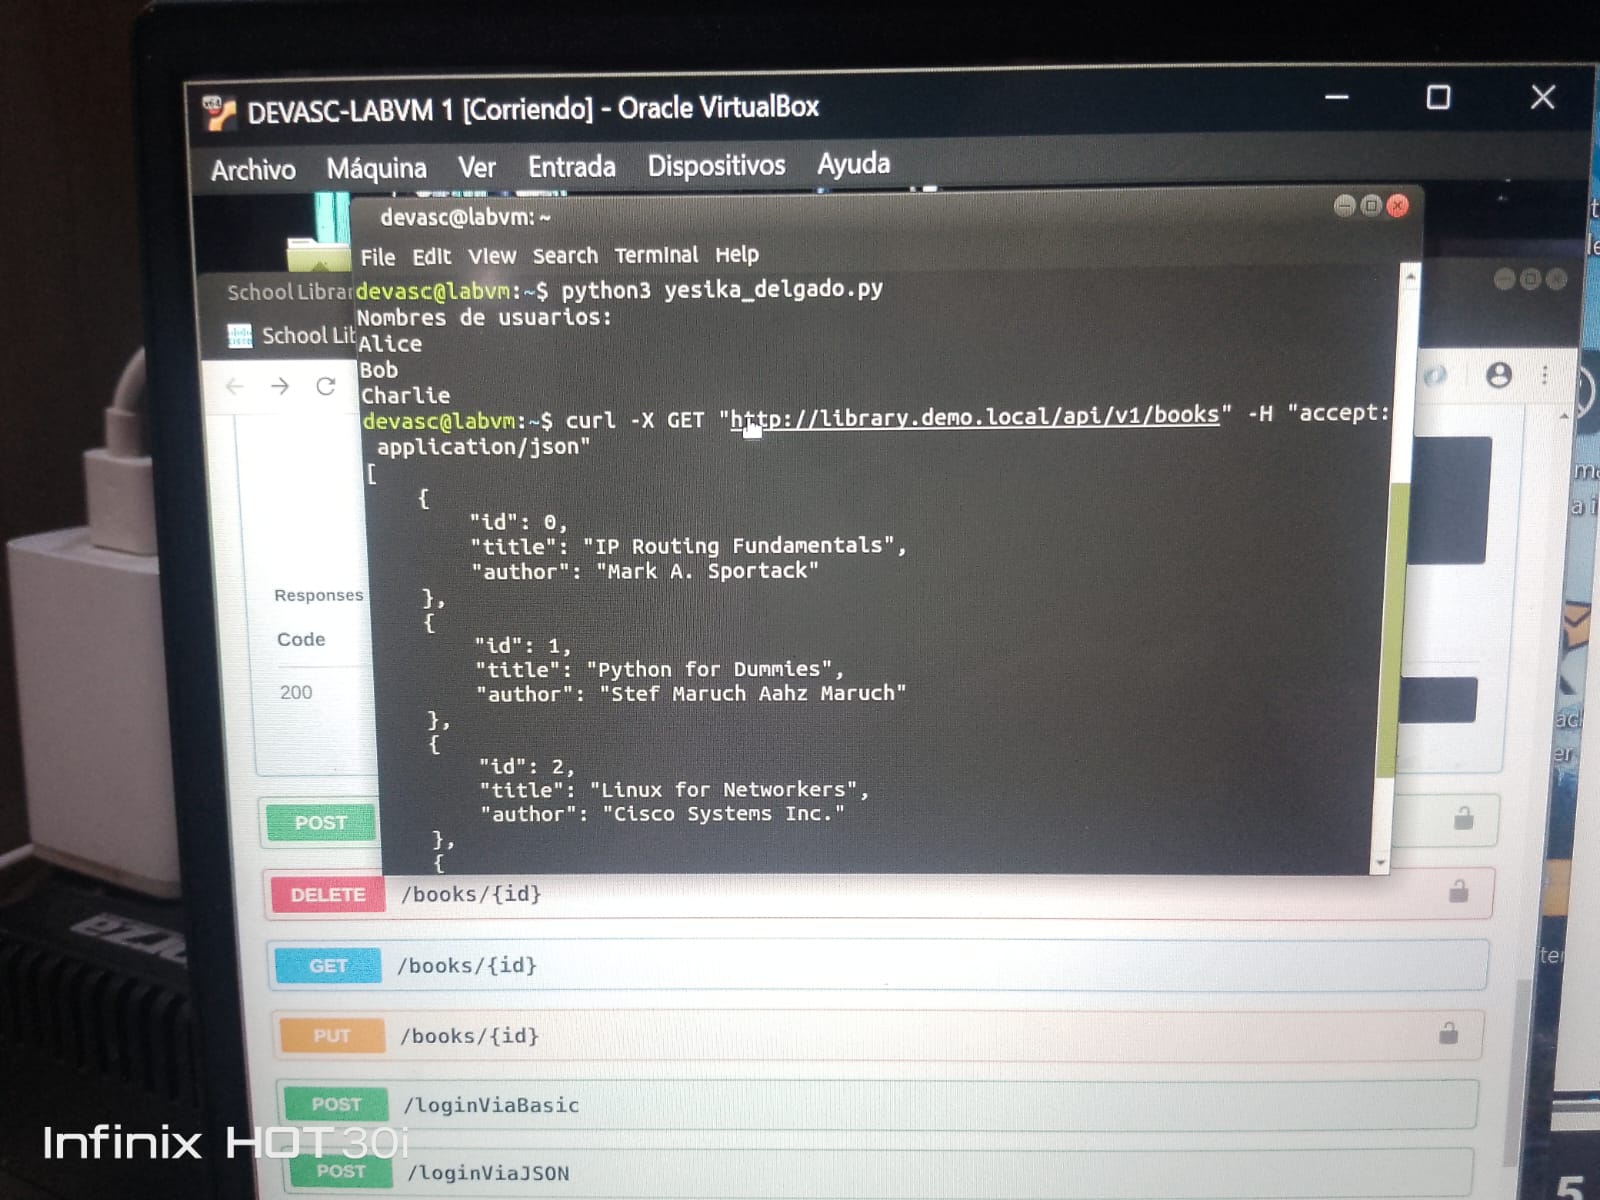 DEVASC-LABVM 1 [Corriendo] - Oracle VirtualBox
Archivo Máquina Ver Entrada Dispositivos Ayuda
devasc@labvm: ~
File Edit View Search Terminal Help
School Librar
School Lib
devasc@labvm:~$ python3 yesika_delgado.py
Nombres de usuarios:
Alice
Bob
Charlie
devasc@labvm:~$ curl -X GET "http://library.demo.local/api/v1/books" -H "accept:
application/json"
[
{
"id": 0,
"title": "IP Routing Fundamentals",
"author": "Mark A. Sportack"
},
{
"id": 1,
"title": "Python for Dummies",
"author": "Stef Maruch Aahz Maruch"
},
{
"id": 2,
"title": "Linux for Networkers",
"author": "Cisco Systems Inc."
},
{
Responses
Code
200
POST
DELETE /books/{id}
GET /books/{id}
PUT /books/{id}
POST /loginViaBasic
POST /loginViaJSON
Infinix HOT 30i